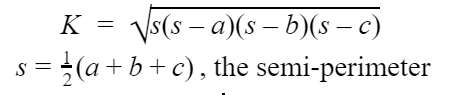 K = √s(s – a)(s – b)(s – c)
s = ½(a + b + c), the semi-perimeter